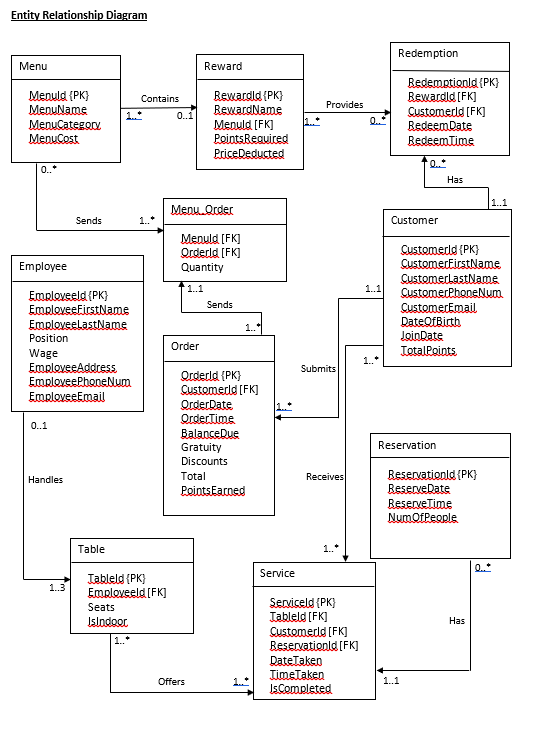 Entity Relationship Diagram
Menu
MenuId {PK}
MenuName
MenuCategory
MenuCost
Contains
1..*
0..1
Reward
RewardId {PK}
RewardName
MenuId [FK]
PointsRequired
PriceDeducted
Provides
1..*
0..*
Redemption
RedemptionId {PK}
RewardId [FK]
CustomerId [FK]
RedeemDate
RedeemTime
0..*
Has
1..1
0..*
Sends
1..*
Menu_Order
MenuId [FK]
OrderId [FK]
Quantity
Customer
CustomerId {PK}
CustomerFirstName
CustomerLastName
CustomerPhoneNum
CustomerEmail
DateOfBirth
JoinDate
TotalPoints
Employee
EmployeeId {PK}
EmployeeFirstName
EmployeeLastName
Position
Wage
EmployeeAddress
EmployeePhoneNum
EmployeeEmail
1..1
Sends
1..*
1..1
Submits
1..*
Order
OrderId {PK}
CustomerId [FK]
OrderDate
OrderTime
BalanceDue
Gratuity
Discounts
Total
PointsEarned
1..*
Receives
1..*
0..1
Handles
1..3
Reservation
ReservationId {PK}
ReserveDate
ReserveTime
NumOfPeople
Table
TableId {PK}
EmployeeId [FK]
Seats
IsIndoor
Service
ServiceId {PK}
TableId [FK]
CustomerId [FK]
ReservationId [FK]
DateTaken
TimeTaken
IsCompleted
0..*
Has
1..1
1..*
Offers
1..*